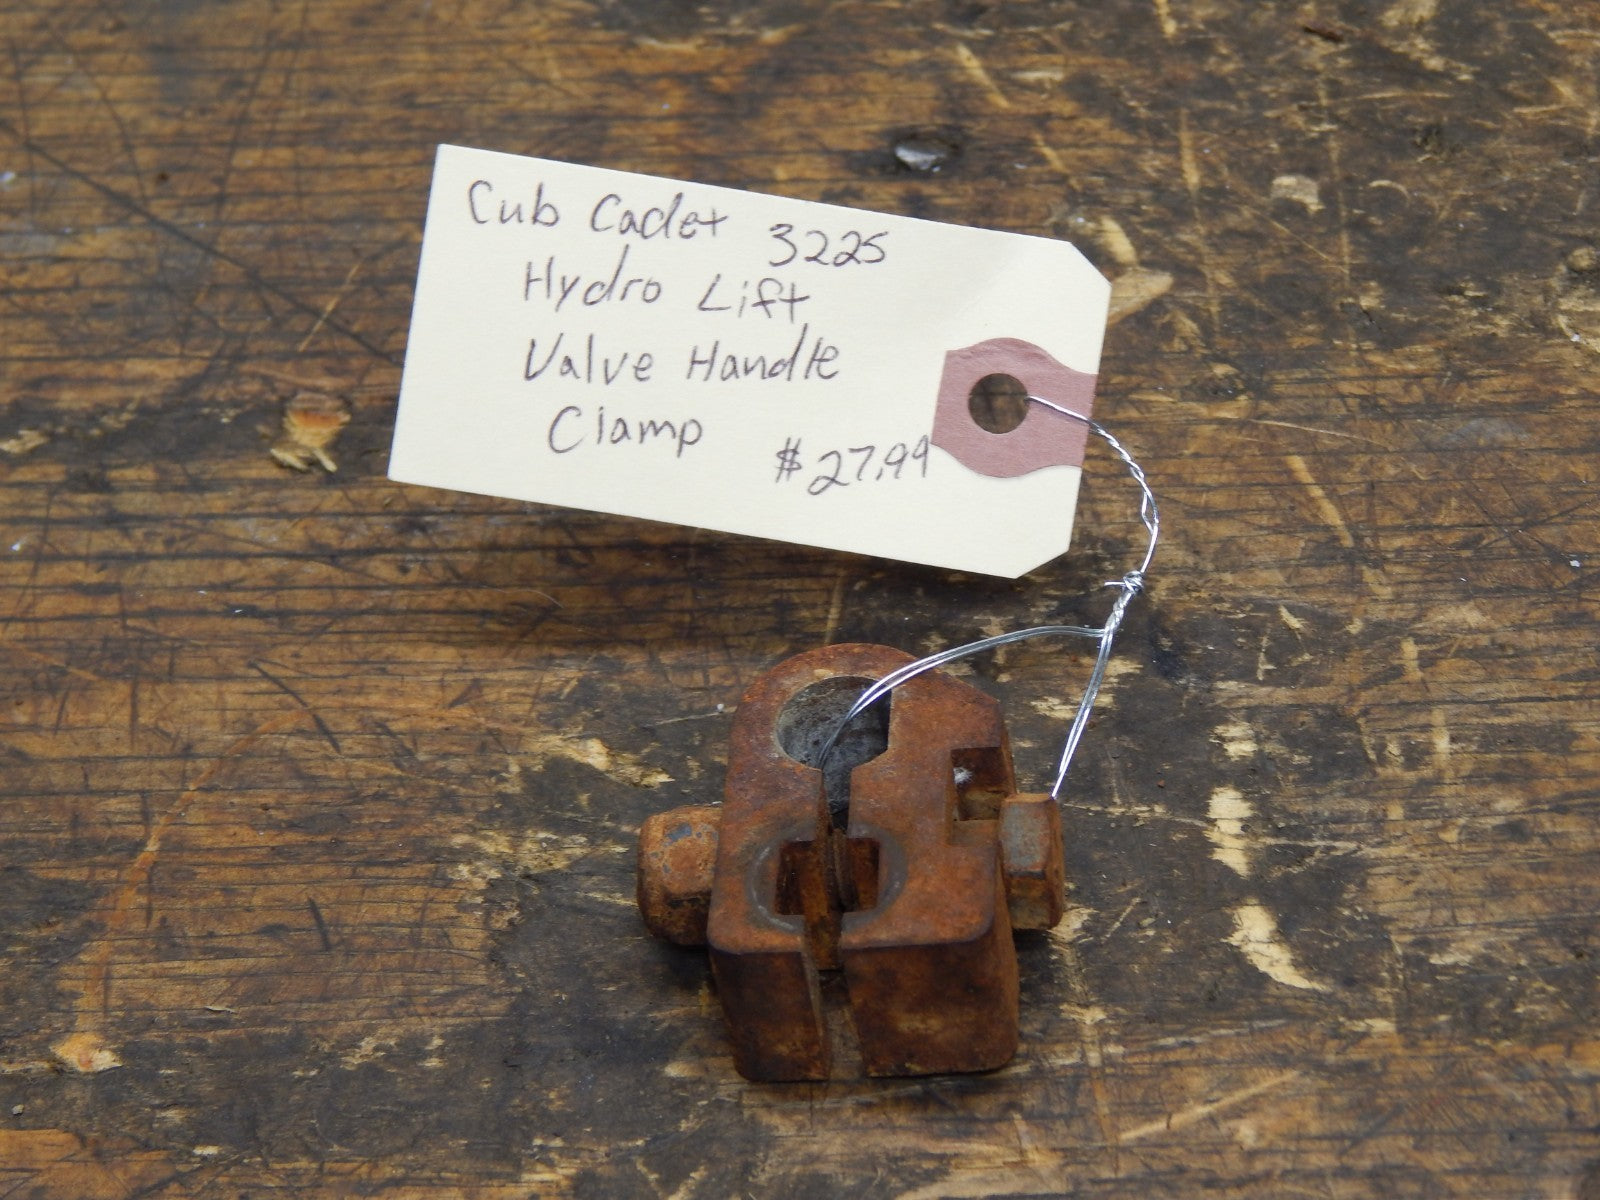 Cub Cadet 3225
Hydro Lift
Valve Handle
Clamp
$27.99